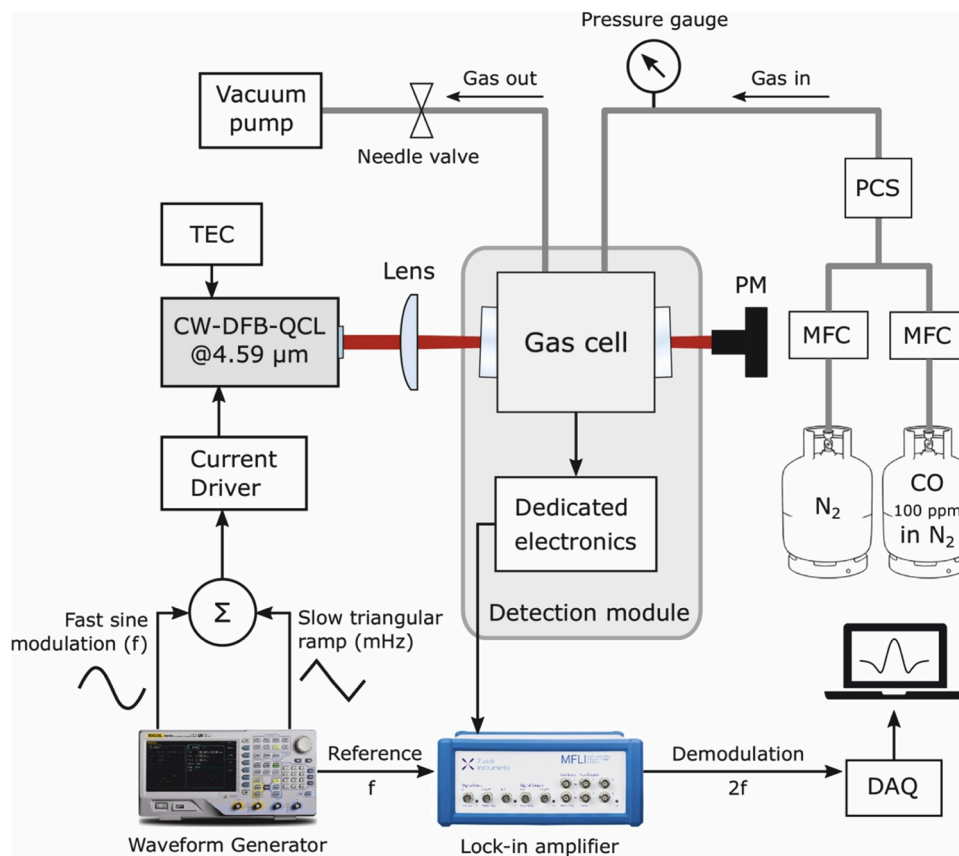 Pressure gauge
Gas out
Gas in
Vacuum
pump
Needle valve
PCS
TEC
Lens
PM
CW-DFB-QCL
@4.59 μm
Gas cell
MFC
MFC
Current
Driver
Dedicated
electronics
N2
CO
100 ppm
in N2
Σ
Detection module
Fast sine
modulation (f)
Slow triangular
ramp (mHz)
RIGOL
Zurich
Instruments
MFLI
Reference
f
Demodulation
2f
DAQ
Waveform Generator
Lock-in amplifier